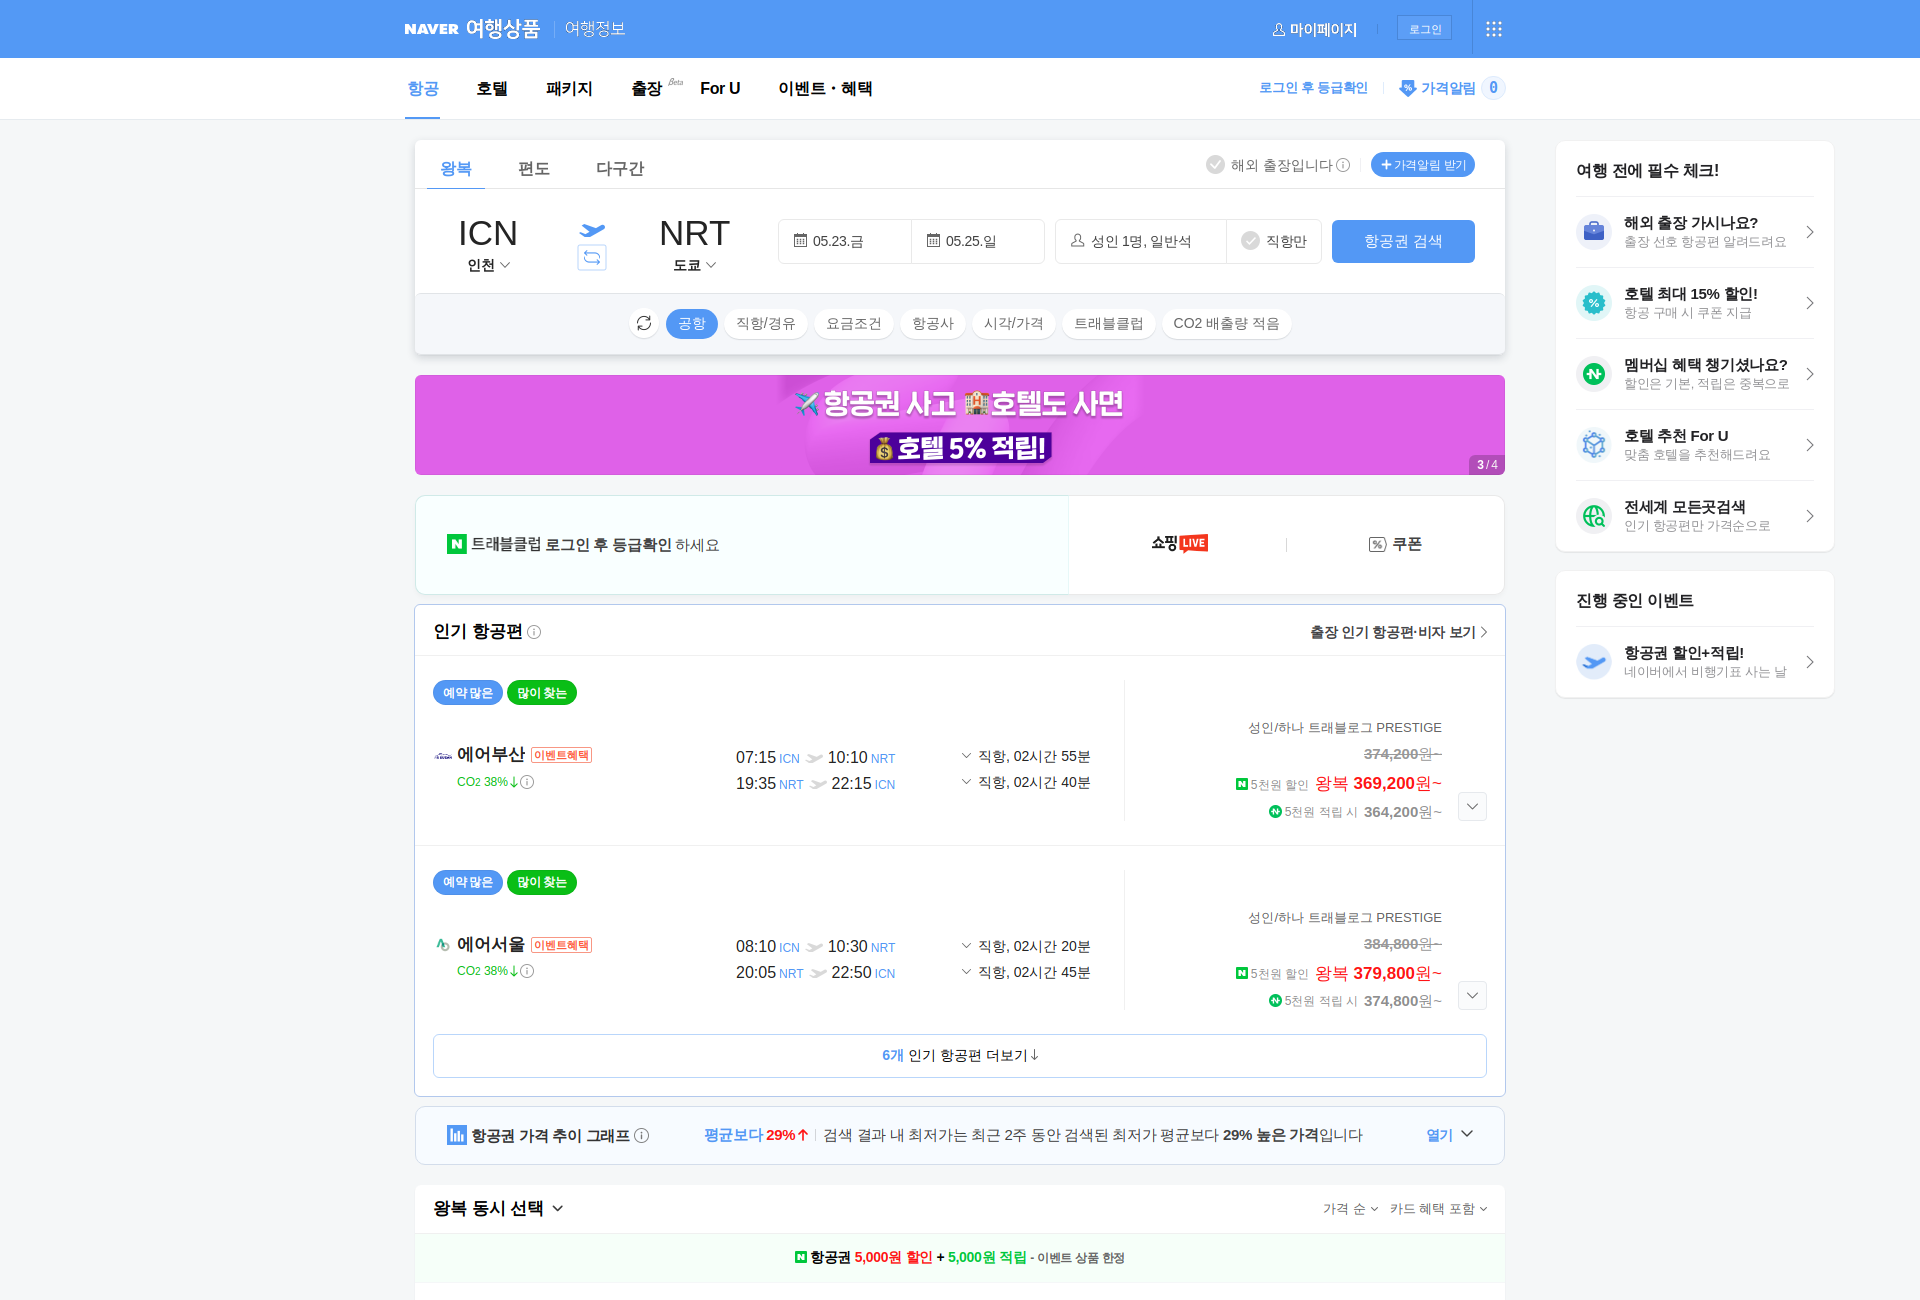 NAVER 여행상품 여행정보 마이페이지 로그인
항공 호텔 패키지 출장 Beta For U 이벤트・혜택 로그인 후 등급확인 가격알림 0
왕복 편도 다구간 해외 출장입니다 가격알림 받기
ICN NRT
인천 도쿄
05.23.금 05.25.일 성인 1명, 일반석 직항만 항공권 검색
공항 직항/경유 요금조건 항공사 시각/가격 트래블클럽 CO2 배출량 적음
항공권 사고 호텔도 사면
호텔 5% 적립!
3 / 4
트래블클럽 로그인 후 등급확인 하세요 쇼핑LIVE 쿠폰
인기 항공편 출장 인기 항공편·비자 보기
예약 많은 많이 찾는
성인/하나 트래블로그 PRESTIGE
374,200원~
에어부산 이벤트혜택 07:15 ICN 10:10 NRT 직항, 02시간 55분
CO2 38%↓ 19:35 NRT 22:15 ICN 직항, 02시간 40분
5천원 할인 왕복 369,200원~
5천원 적립 시 364,200원~
예약 많은 많이 찾는
성인/하나 트래블로그 PRESTIGE
384,800원~
에어서울 이벤트혜택 08:10 ICN 10:30 NRT 직항, 02시간 20분
CO2 38%↓ 20:05 NRT 22:50 ICN 직항, 02시간 45분
5천원 할인 왕복 379,800원~
5천원 적립 시 374,800원~
6개 인기 항공편 더보기↓
항공권 가격 추이 그래프 평균보다 29%↑ 검색 결과 내 최저가는 최근 2주 동안 검색된 최저가 평균보다 29% 높은 가격입니다 열기
왕복 동시 선택 가격 순 카드 혜택 포함
항공권 5,000원 할인 + 5,000원 적립 - 이벤트 상품 한정
여행 전에 필수 체크!
해외 출장 가시나요?
출장 선호 항공편 알려드려요
호텔 최대 15% 할인!
항공 구매 시 쿠폰 지급
멤버십 혜택 챙기셨나요?
할인은 기본, 적립은 중복으로
호텔 추천 For U
맞춤 호텔을 추천해드려요
전세계 모든곳검색
인기 항공편만 가격순으로
진행 중인 이벤트
항공권 할인+적립!
네이버에서 비행기표 사는 날